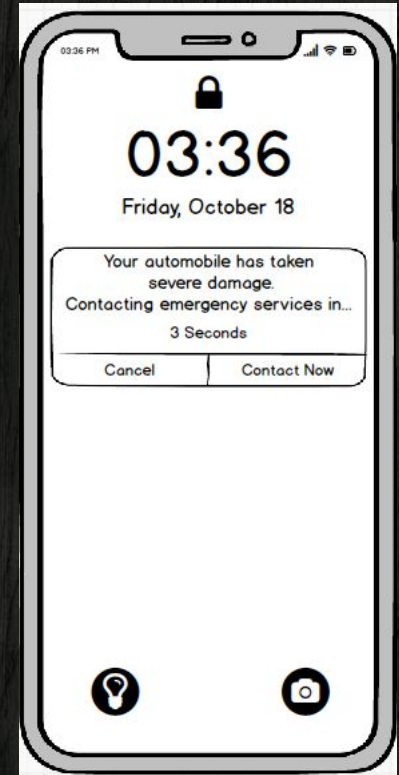 03:36 PM
03:36
Friday, October 18
Your automobile has taken
severe damage.
Contacting emergency services in...
3 Seconds
Cancel
Contact Now